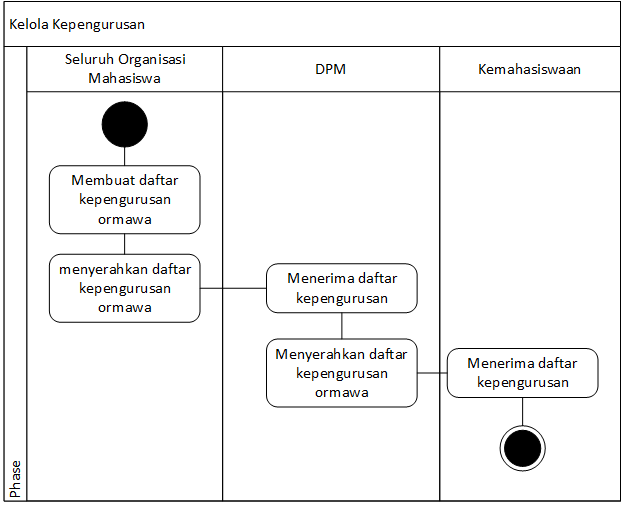 Kelola Kepengurusan
Seluruh Organisasi
Mahasiswa
DPM
Kemahasiswaan
Membuat daftar
kepengurusan
ormawa
menyerahkan daftar
kepengurusan
ormawa
Menerima daftar
kepengurusan
Menyerahkan daftar
kepengurusan
ormawa
Menerima daftar
kepengurusan
Phase